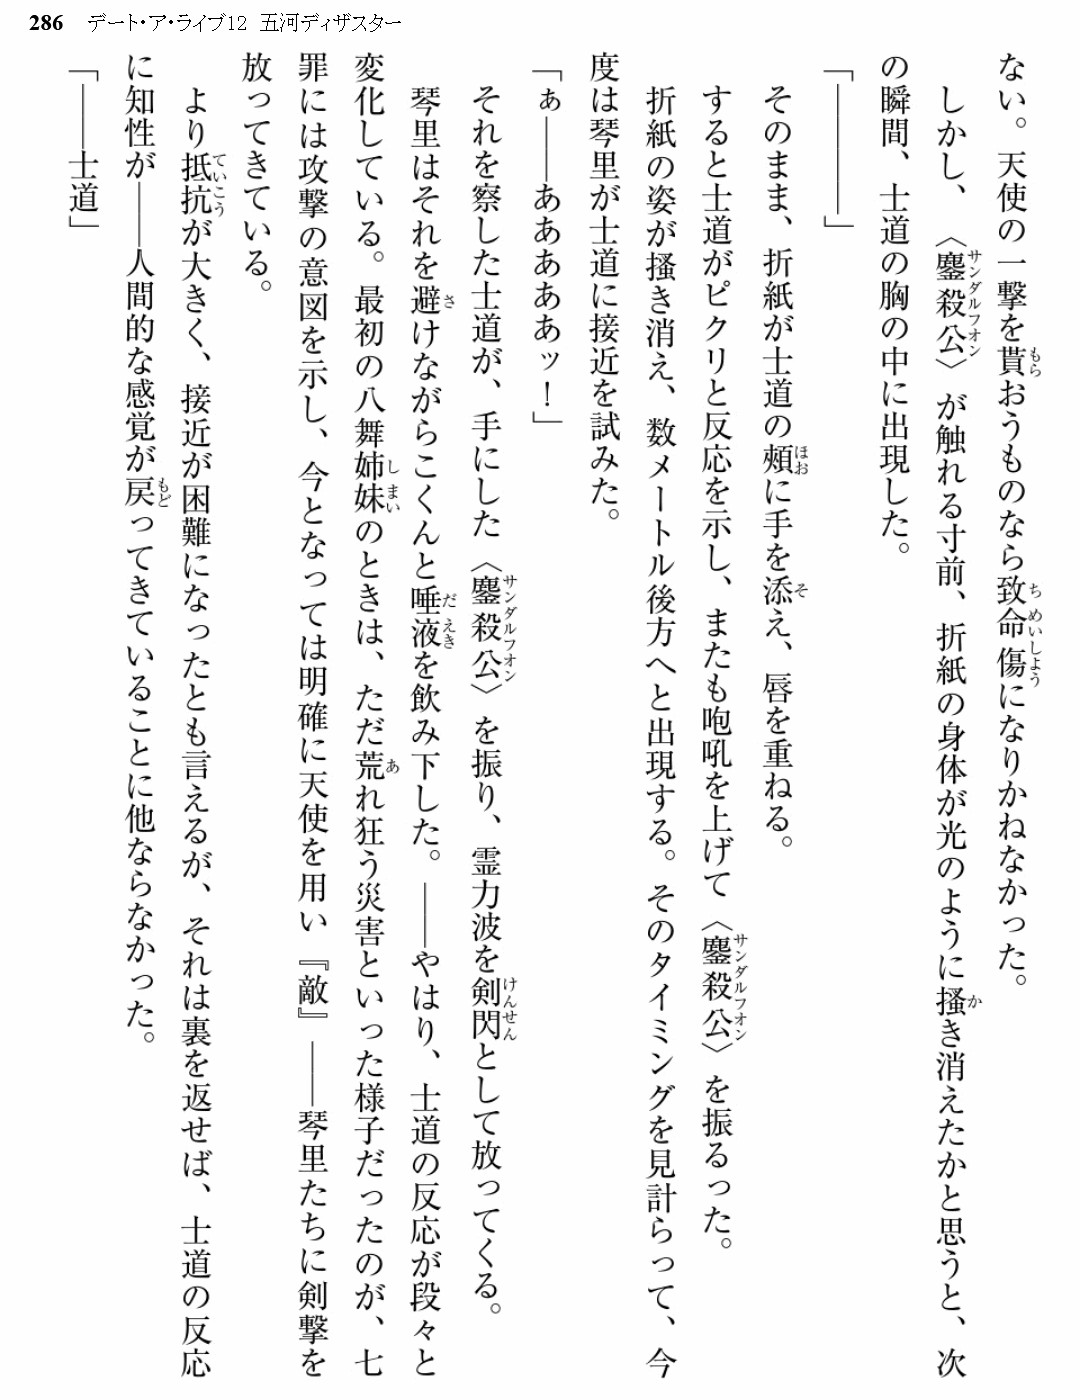 286 デート・ア・ライブ12 五河ディザスター
ない。天使の一撃を貰おうものなら致命傷になりかねなかった。
しかし、〈鏖殺公〉が触れる寸前、折紙の身体が光のように掻き消えたかと思うと、次
の瞬間、士道の胸の中に出現した。
「――――――」
そのまま、折紙が士道の頰に手を添え、唇を重ねる。
すると士道がピクリと反応を示し、またも咆吼を上げて〈鏖殺公〉を振るった。
折紙の姿が掻き消え、数メートル後方へと出現する。そのタイミングを見計らって、今
度は琴里が士道に接近を試みた。
「ぁ――あああああッ！」
それを察した士道が、手にした〈鏖殺公〉を振り、霊力波を剣閃として放ってくる。
琴里はそれを避けながらこくんと唾液を飲み下した。――やはり、士道の反応が段々と
変化している。最初の八舞姉妹のときは、ただ荒れ狂う災害といった様子だったのが、七
罪には攻撃の意図を示し、今となっては明確に天使を用い『敵』――琴里たちに剣撃を
放ってきている。
より抵抗が大きく、接近が困難になったとも言えるが、それは裏を返せば、士道の反応
に知性が――人間的な感覚が戻ってきていることに他ならなかった。
「――士道」